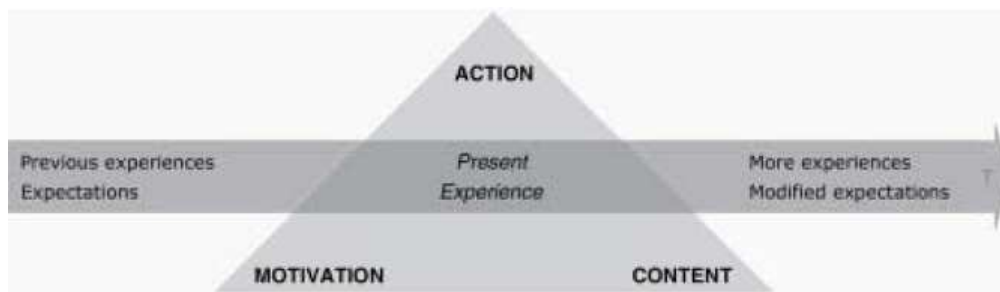 ACTION
Previous experiences
Present
More experiences
T
Expectations
Experience
Modified expectations
MOTIVATION
CONTENT